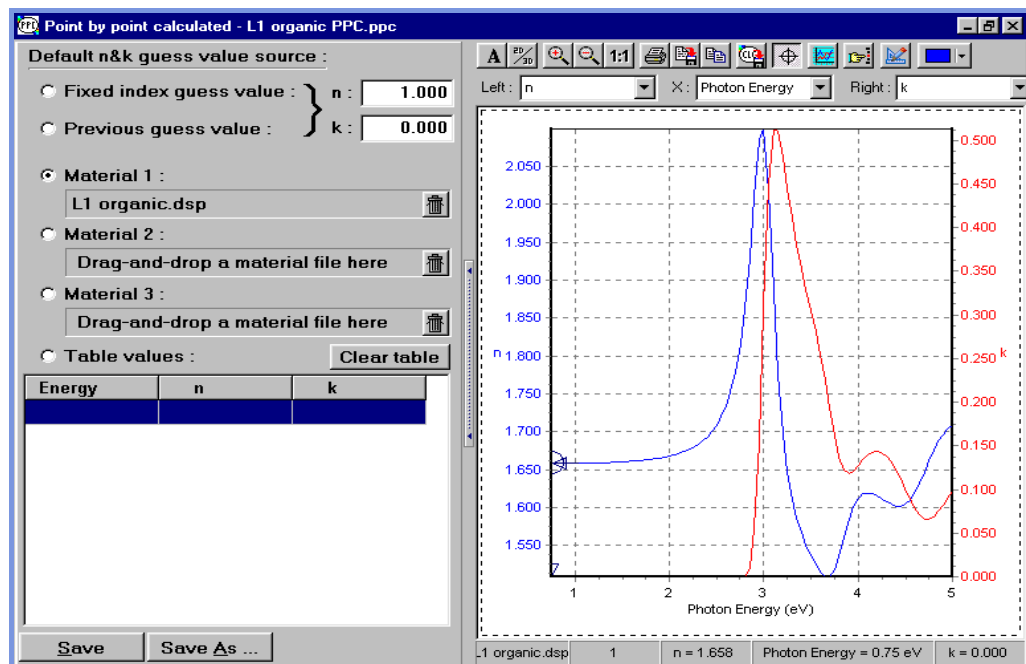 Point by point calculated - L1 organic PPC.ppc
Default n&k guess value source :
Fixed index guess value : n : 1.000
Previous guess value : k : 0.000
Material 1 :
L1 organic.dsp
Material 2 :
Drag-and-drop a material file here
Material 3 :
Drag-and-drop a material file here
Table values : Clear table
Energy n k
Save Save As ...
A 2D/3D 1:1
Left : n X : Photon Energy Right : k
2.050
2.000
1.950
1.900
1.850
n 1.800
1.750
1.700
1.650
1.600
1.550
0.500
0.450
0.400
0.350
0.300
0.250 k
0.200
0.150
0.100
0.050
0.000
1 2 3 4 5
Photon Energy (eV)
L1 organic.dsp 1 n = 1.658 Photon Energy = 0.75 eV k = 0.000